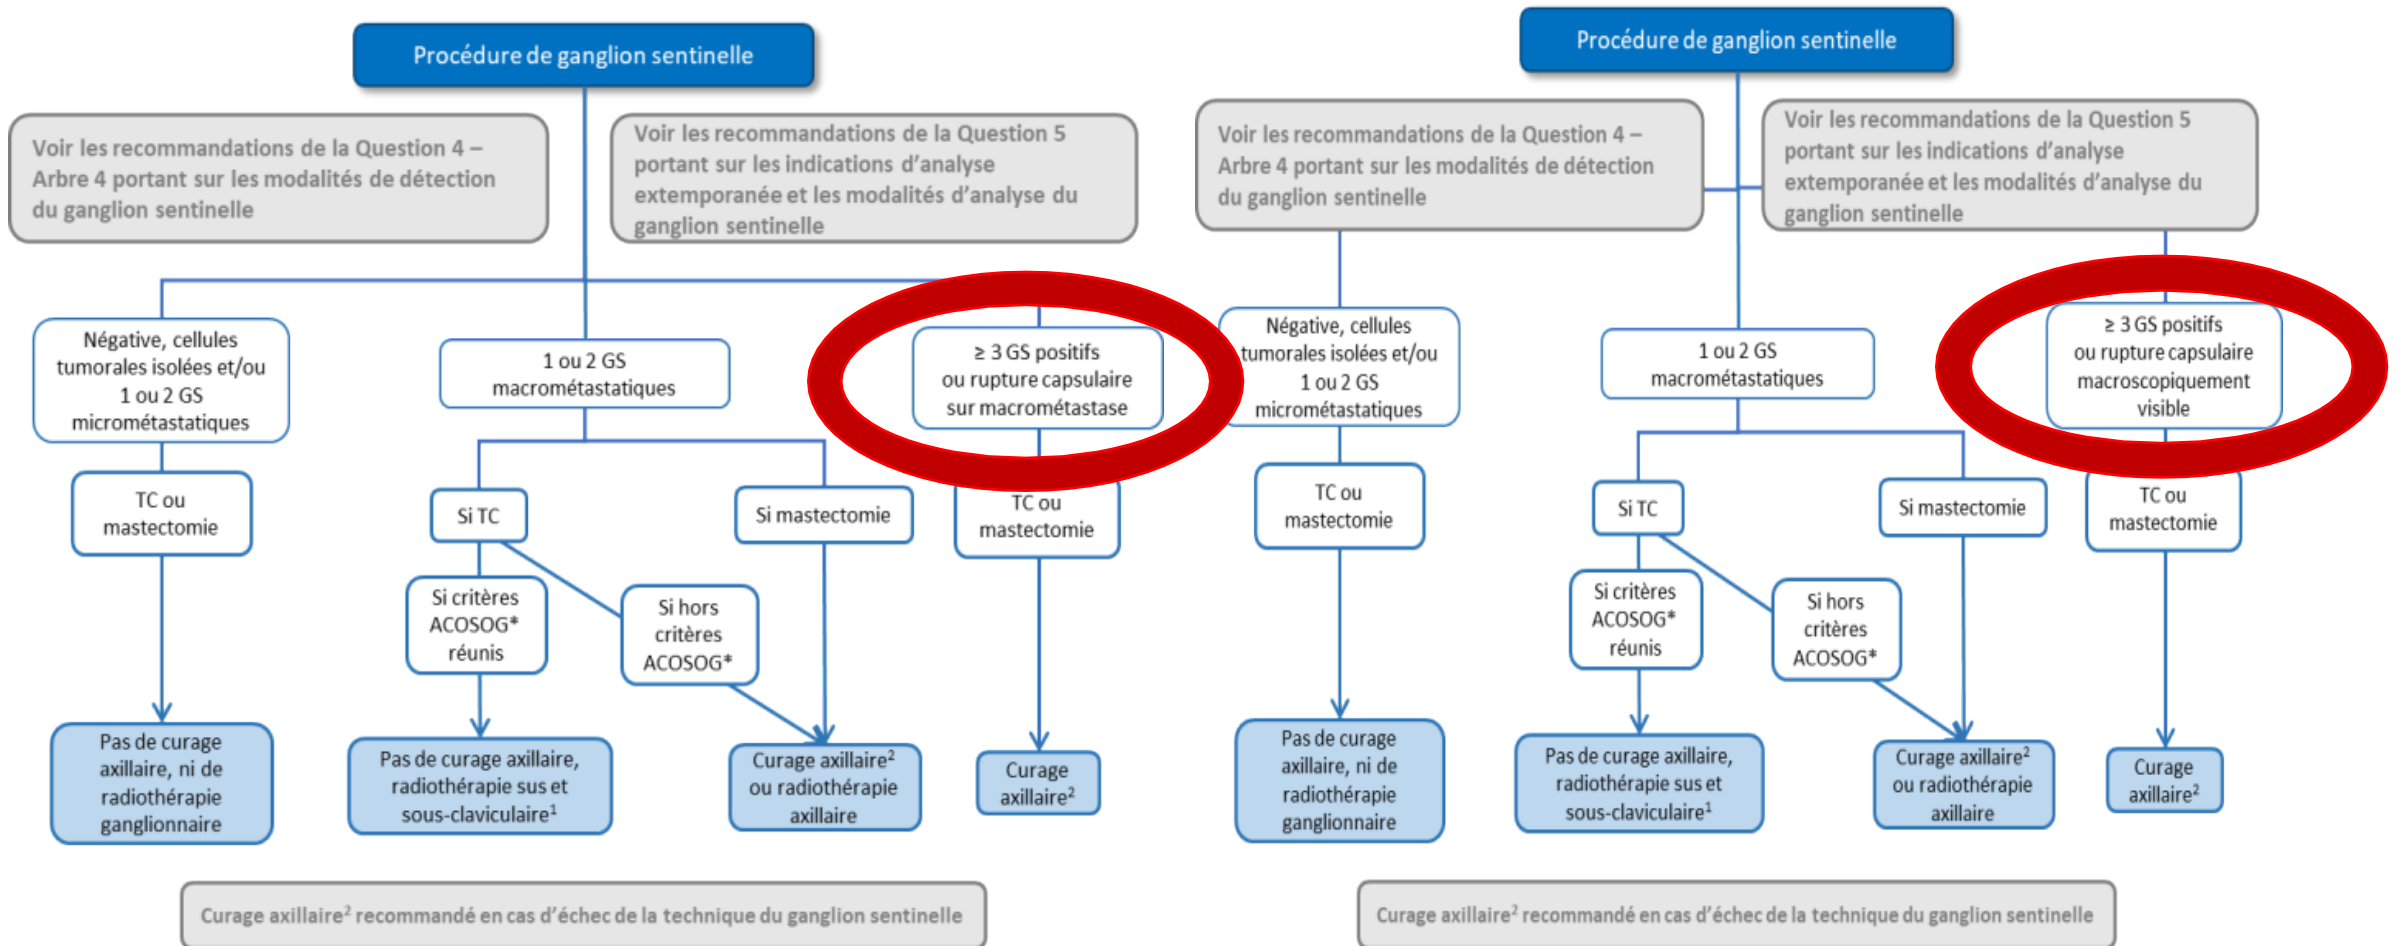 Procédure de ganglion sentinelle
Voir les recommandations de la Question 4 –
Arbre 4 portant sur les modalités de détection
du ganglion sentinelle
Voir les recommandations de la Question 5
portant sur les indications d’analyse
extemporanée et les modalités d’analyse du
ganglion sentinelle
Négative, cellules
tumorales isolées et/ou
1 ou 2 GS
micrométastatiques
1 ou 2 GS
macrométastatiques
≥ 3 GS positifs
ou rupture capsulaire
sur macrométastase
TC ou
mastectomie
Si TC
Si mastectomie
TC ou
mastectomie
Si critères
ACOSOG*
réunis
Si hors
critères
ACOSOG*
Pas de curage
axillaire, ni de
radiothérapie
ganglionnaire
Pas de curage axillaire,
radiothérapie sus et
sous-claviculaire¹
Curage axillaire²
ou radiothérapie
axillaire
Curage
axillaire²
Curage axillaire² recommandé en cas d’échec de la technique du ganglion sentinelle
Procédure de ganglion sentinelle
Voir les recommandations de la Question 4 –
Arbre 4 portant sur les modalités de détection
du ganglion sentinelle
Voir les recommandations de la Question 5
portant sur les indications d’analyse
extemporanée et les modalités d’analyse du
ganglion sentinelle
Négative, cellules
tumorales isolées et/ou
1 ou 2 GS
micrométastatiques
1 ou 2 GS
macrométastatiques
≥ 3 GS positifs
ou rupture capsulaire
macroscopiquement
visible
TC ou
mastectomie
Si TC
Si mastectomie
TC ou
mastectomie
Si critères
ACOSOG*
réunis
Si hors
critères
ACOSOG*
Pas de curage
axillaire, ni de
radiothérapie
ganglionnaire
Pas de curage axillaire,
radiothérapie sus et
sous-claviculaire¹
Curage axillaire²
ou radiothérapie
axillaire
Curage
axillaire²
Curage axillaire² recommandé en cas d’échec de la technique du ganglion sentinelle